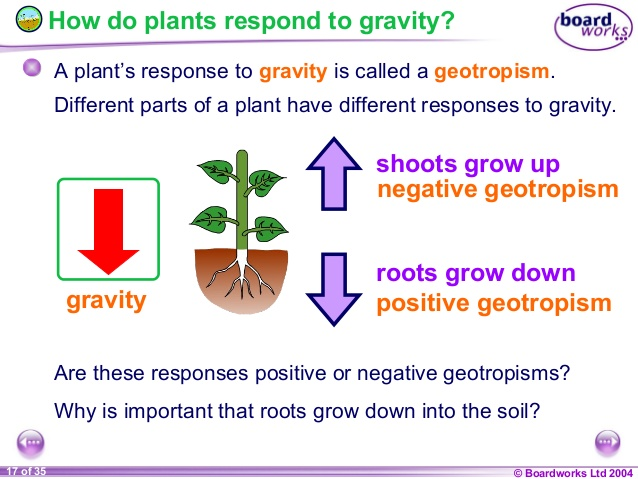 How do plants respond to gravity?
board
works
A plant's response to gravity is called a geotropism.
Different parts of a plant have different responses to gravity.
shoots grow up
negative geotropism
gravity
roots grow down
positive geotropism
Are these responses positive or negative geotropisms?
Why is important that roots grow down into the soil?
17 of 35
© Boardworks Ltd 2004